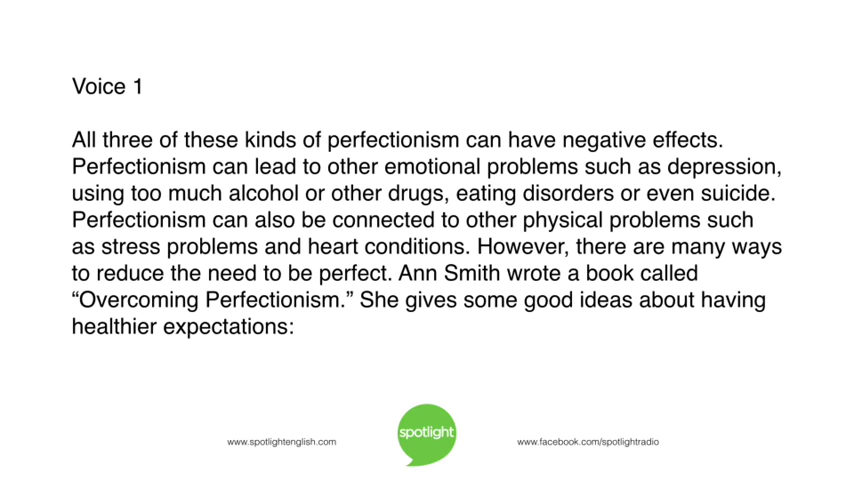 Voice 1
All three of these kinds of perfectionism can have negative effects.
Perfectionism can lead to other emotional problems such as depression,
using too much alcohol or other drugs, eating disorders or even suicide.
Perfectionism can also be connected to other physical problems such
as stress problems and heart conditions. However, there are many ways
to reduce the need to be perfect. Ann Smith wrote a book called
“Overcoming Perfectionism.” She gives some good ideas about having
healthier expectations:
www.spotlightenglish.com
spotlight
www.facebook.com/spotlightradio